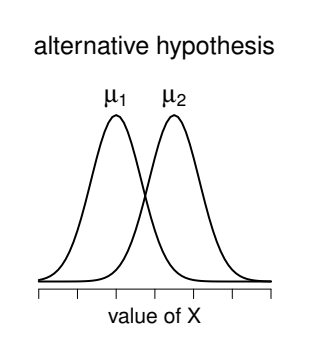 alternative hypothesis
μ₁ μ₂
value of X